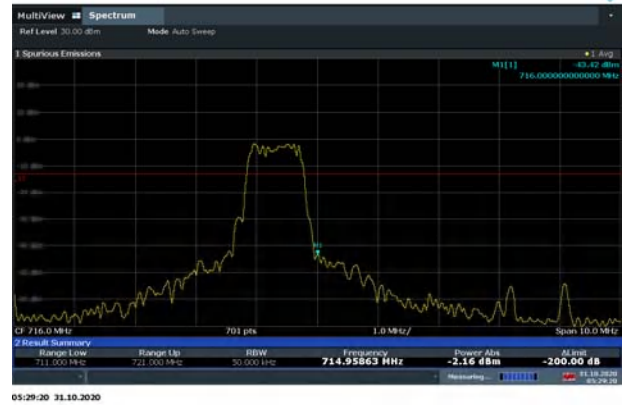 MultiView Spectrum
Ref Level 30.00 dBm Mode Auto Sweep
1 Spurious Emissions 1 Avg
M1[1] -43.42 dBm
716.000000000000 MHz
M1
CF 716.0 MHz 701 pts 1.0 MHz/ Span 10.0 MHz
2 Result Summary
Range Low Range Up RBW Frequency Power Abs ΔLimit
711.000 MHz 721.000 MHz 50.000 kHz 714.95863 MHz -2.16 dBm -200.00 dB
Measuring... 31.10.2020
05:29:20
05:29:20 31.10.2020